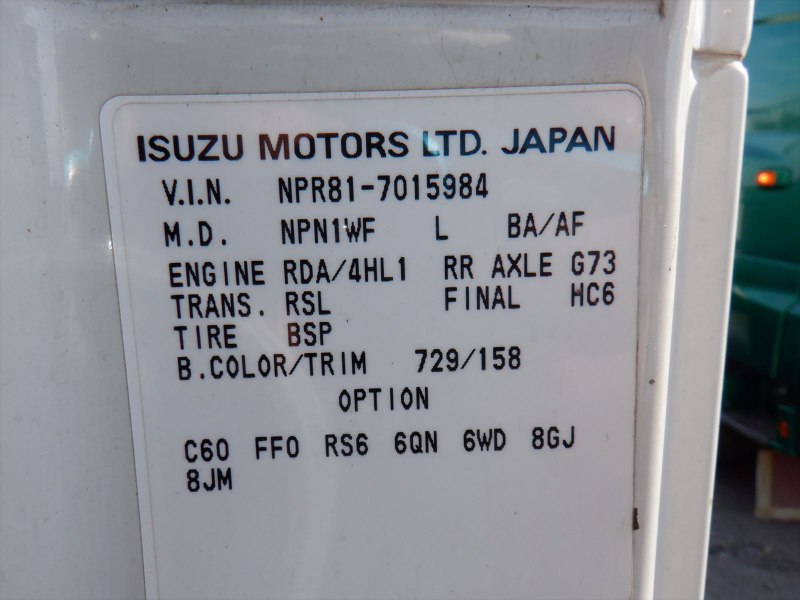 ISUZU MOTORS LTD. JAPAN
V.I.N. NPR81-7015984
M.D. NPN1WF L BA/AF
ENGINE RDA/4HL1 RR AXLE G73
TRANS. RSL FINAL HC6
TIRE BSP
B.COLOR/TRIM 729/158
OPTION
C60 FF0 RS6 6QN 6WD 8GJ
8JM